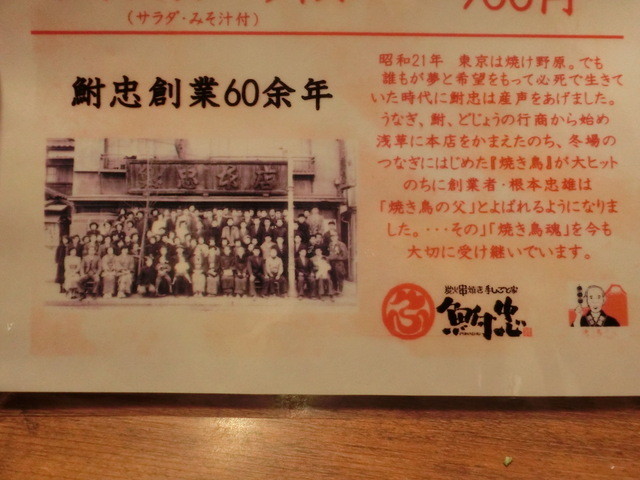 900円
(サラダ・みそ汁付)
鮒忠創業60余年
昭和21年 東京は焼け野原。でも
誰もが夢と希望をもって必死で生きて
いた時代に鮒忠は産声をあげました。
うなぎ、鮒、どじょうの行商から始め
浅草に本店をかまえたのち、冬場の
つなぎにはじめた『焼き鳥』が大ヒット
のちに創業者・根本忠雄は
「焼き鳥の父」とよばれるようになりま
した。・・・その」「焼き鳥魂」を今も
大切に受け継いでいます。
鮒忠